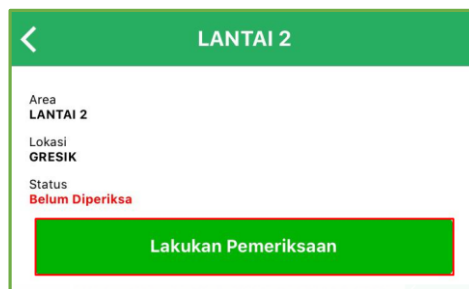 LANTAI 2
Area
LANTAI 2
Lokasi
GRESIK
Status
Belum Diperiksa
Lakukan Pemeriksaan